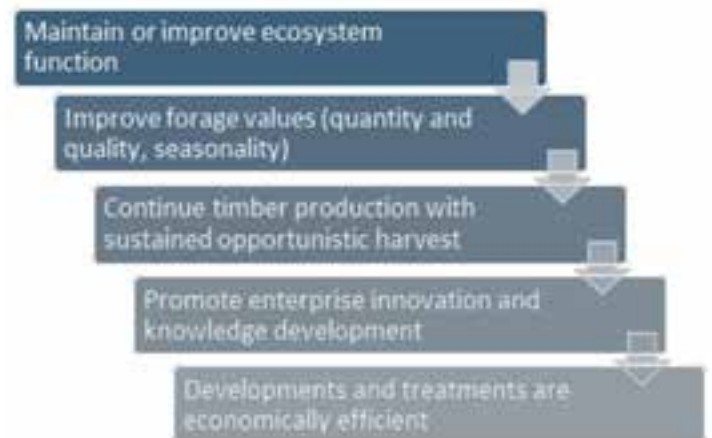 Maintain or improve ecosystem
function
Improve forage values (quantity and
quality, seasonality)
Continue timber production with
sustained opportunistic harvest
Promote enterprise innovation and
knowledge development
Developments and treatments are
economically efficient